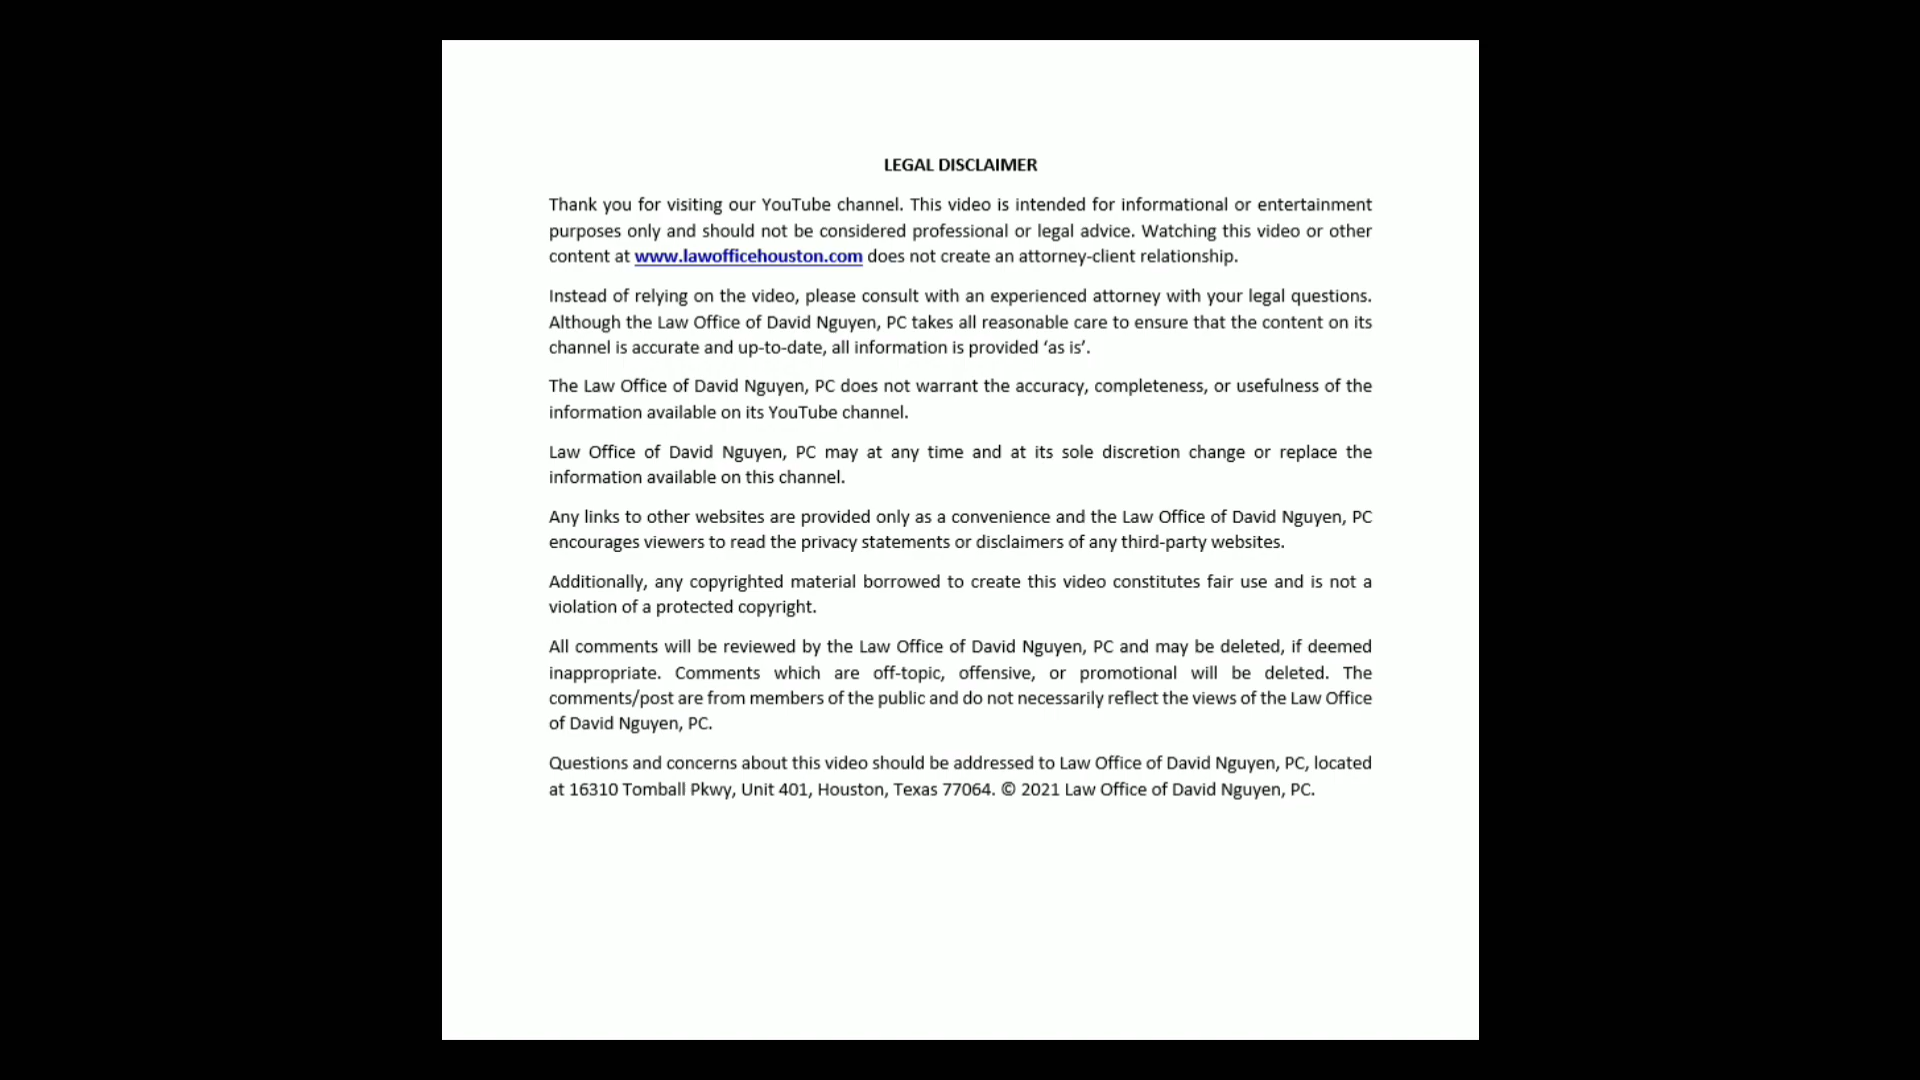 LEGAL DISCLAIMER
Thank you for visiting our YouTube channel. This video is intended for informational or entertainment
purposes only and should not be considered professional or legal advice. Watching this video or other
content at www.lawofficehouston.com does not create an attorney-client relationship.
Instead of relying on the video, please consult with an experienced attorney with your legal questions.
Although the Law Office of David Nguyen, PC takes all reasonable care to ensure that the content on its
channel is accurate and up-to-date, all information is provided ‘as is’.
The Law Office of David Nguyen, PC does not warrant the accuracy, completeness, or usefulness of the
information available on its YouTube channel.
Law Office of David Nguyen, PC may at any time and at its sole discretion change or replace the
information available on this channel.
Any links to other websites are provided only as a convenience and the Law Office of David Nguyen, PC
encourages viewers to read the privacy statements or disclaimers of any third-party websites.
Additionally, any copyrighted material borrowed to create this video constitutes fair use and is not a
violation of a protected copyright.
All comments will be reviewed by the Law Office of David Nguyen, PC and may be deleted, if deemed
inappropriate. Comments which are off-topic, offensive, or promotional will be deleted. The
comments/post are from members of the public and do not necessarily reflect the views of the Law Office
of David Nguyen, PC.
Questions and concerns about this video should be addressed to Law Office of David Nguyen, PC, located
at 16310 Tomball Pkwy, Unit 401, Houston, Texas 77064. © 2021 Law Office of David Nguyen, PC.